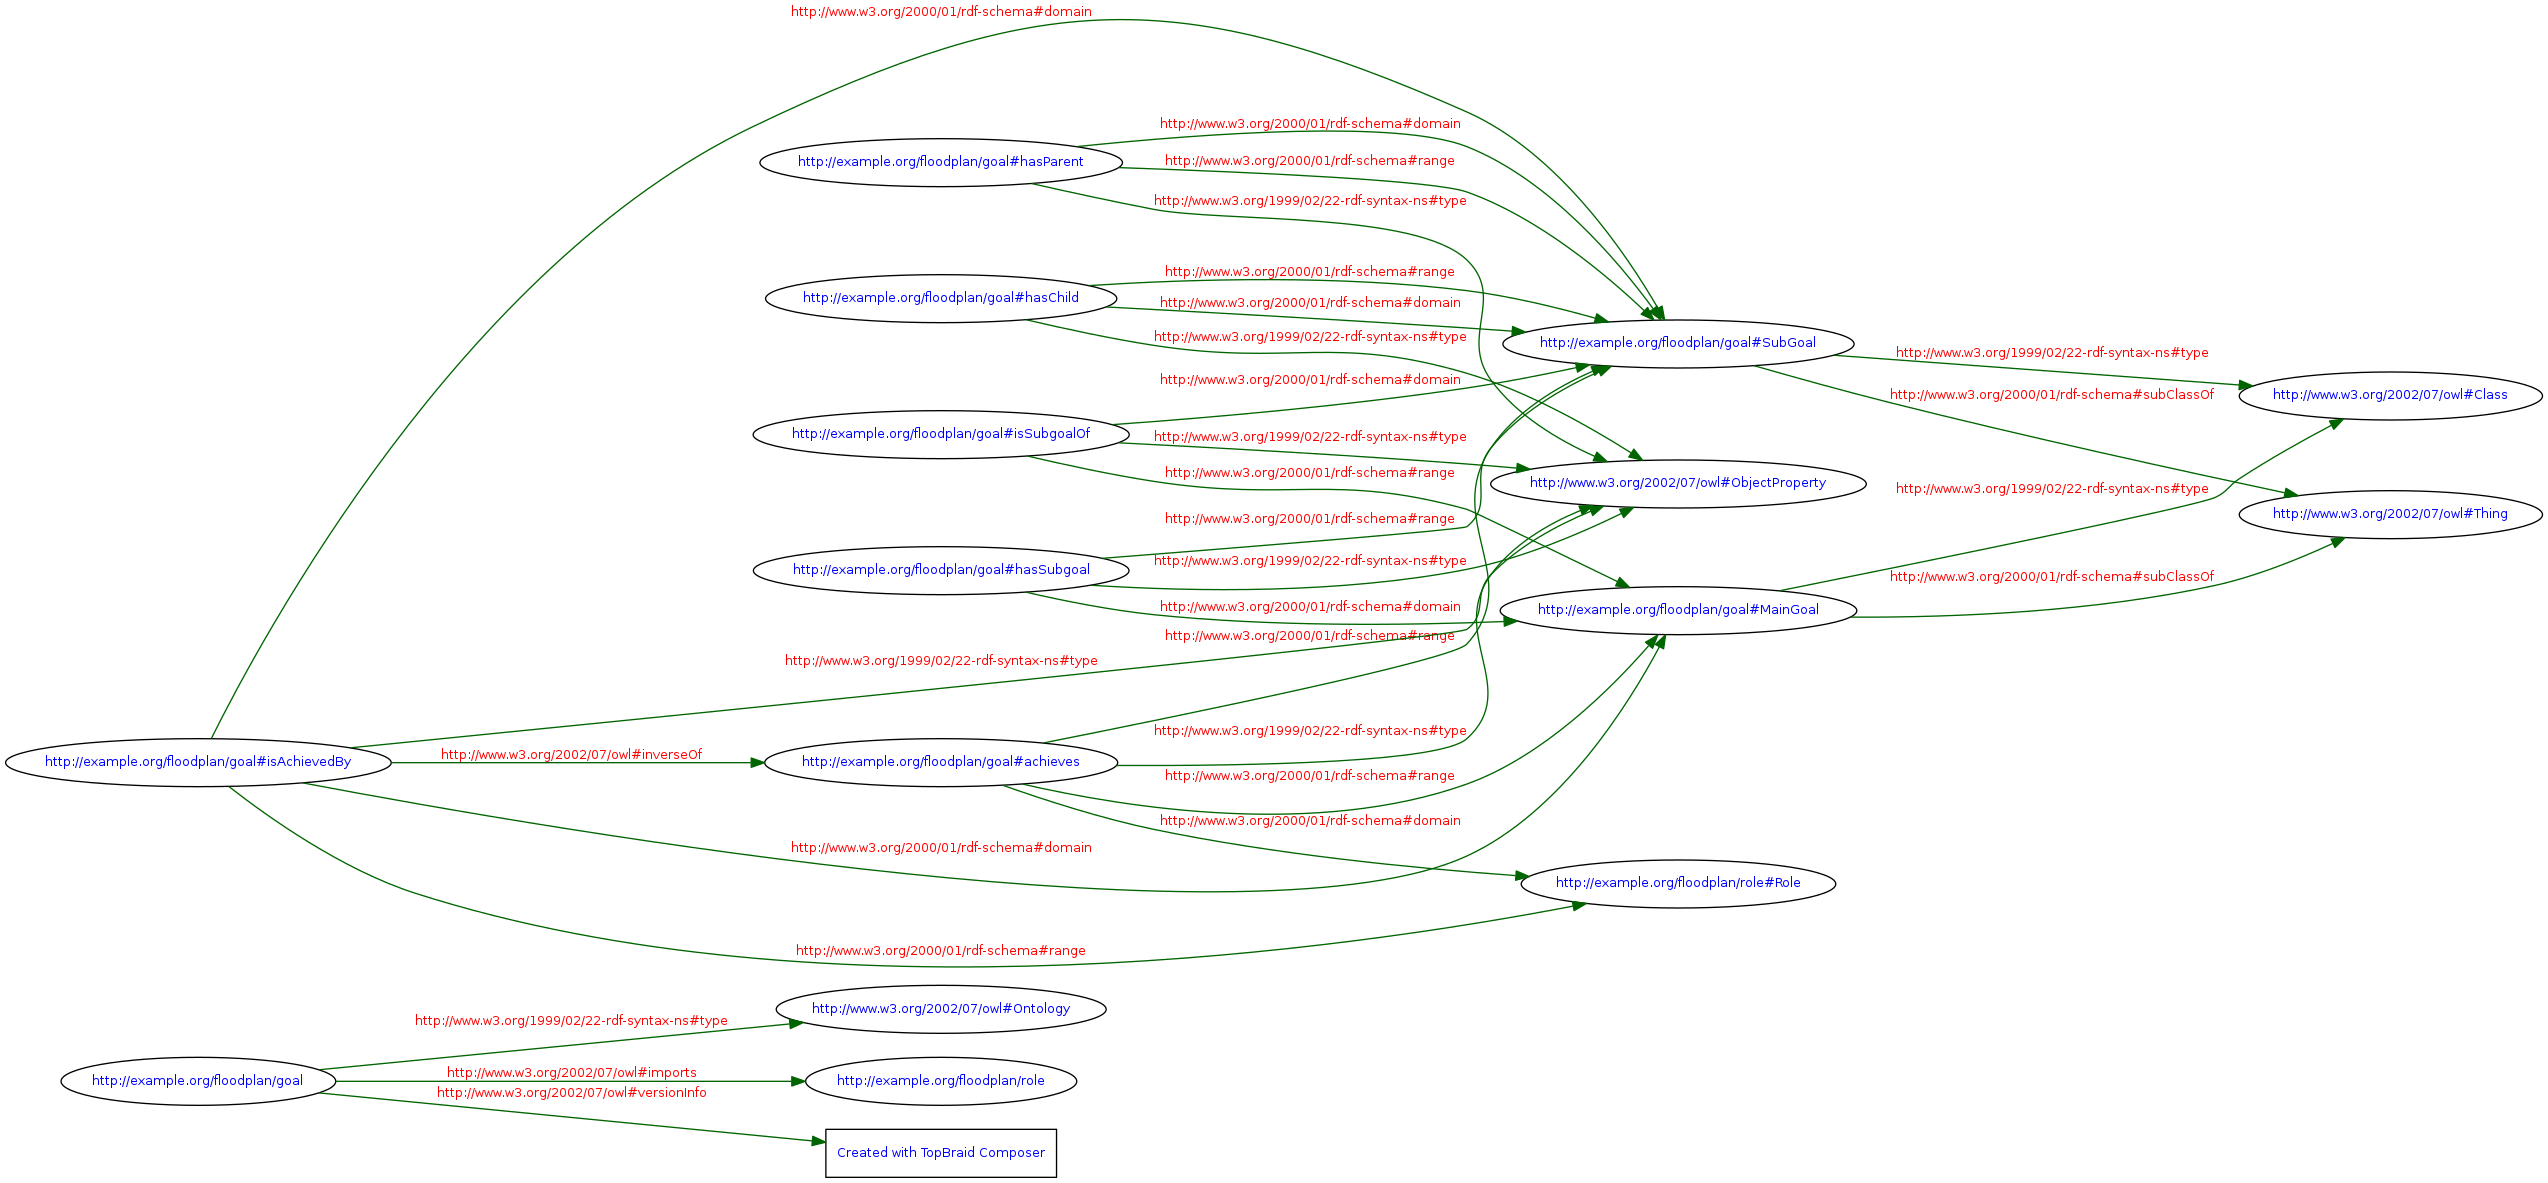 http://www.w3.org/2000/01/rdf-schema#domain
http://www.w3.org/2000/01/rdf-schema#domain
http://example.org/floodplan/goal#hasParent
http://www.w3.org/2000/01/rdf-schema#range
http://www.w3.org/1999/02/22-rdf-syntax-ns#type
http://www.w3.org/2000/01/rdf-schema#range
http://example.org/floodplan/goal#hasChild
http://www.w3.org/2000/01/rdf-schema#domain
http://www.w3.org/1999/02/22-rdf-syntax-ns#type
http://example.org/floodplan/goal#SubGoal
http://www.w3.org/1999/02/22-rdf-syntax-ns#type
http://www.w3.org/2000/01/rdf-schema#domain
http://www.w3.org/2000/01/rdf-schema#subClassOf
http://www.w3.org/2002/07/owl#Class
http://example.org/floodplan/goal#isSubgoalOf
http://www.w3.org/1999/02/22-rdf-syntax-ns#type
http://www.w3.org/2000/01/rdf-schema#range
http://www.w3.org/2002/07/owl#ObjectProperty
http://www.w3.org/1999/02/22-rdf-syntax-ns#type
http://www.w3.org/2002/07/owl#Thing
http://www.w3.org/2000/01/rdf-schema#range
http://www.w3.org/1999/02/22-rdf-syntax-ns#type
http://example.org/floodplan/goal#hasSubgoal
http://www.w3.org/2000/01/rdf-schema#subClassOf
http://www.w3.org/2000/01/rdf-schema#domain
http://example.org/floodplan/goal#MainGoal
http://www.w3.org/2000/01/rdf-schema#range
http://www.w3.org/1999/02/22-rdf-syntax-ns#type
http://www.w3.org/1999/02/22-rdf-syntax-ns#type
http://example.org/floodplan/goal#isAchievedBy
http://www.w3.org/2002/07/owl#inverseOf
http://example.org/floodplan/goal#achieves
http://www.w3.org/2000/01/rdf-schema#range
http://www.w3.org/2000/01/rdf-schema#domain
http://www.w3.org/2000/01/rdf-schema#domain
http://example.org/floodplan/role#Role
http://www.w3.org/2000/01/rdf-schema#range
http://www.w3.org/2002/07/owl#Ontology
http://www.w3.org/1999/02/22-rdf-syntax-ns#type
http://example.org/floodplan/goal
http://www.w3.org/2002/07/owl#imports
http://example.org/floodplan/role
http://www.w3.org/2002/07/owl#versionInfo
Created with TopBraid Composer